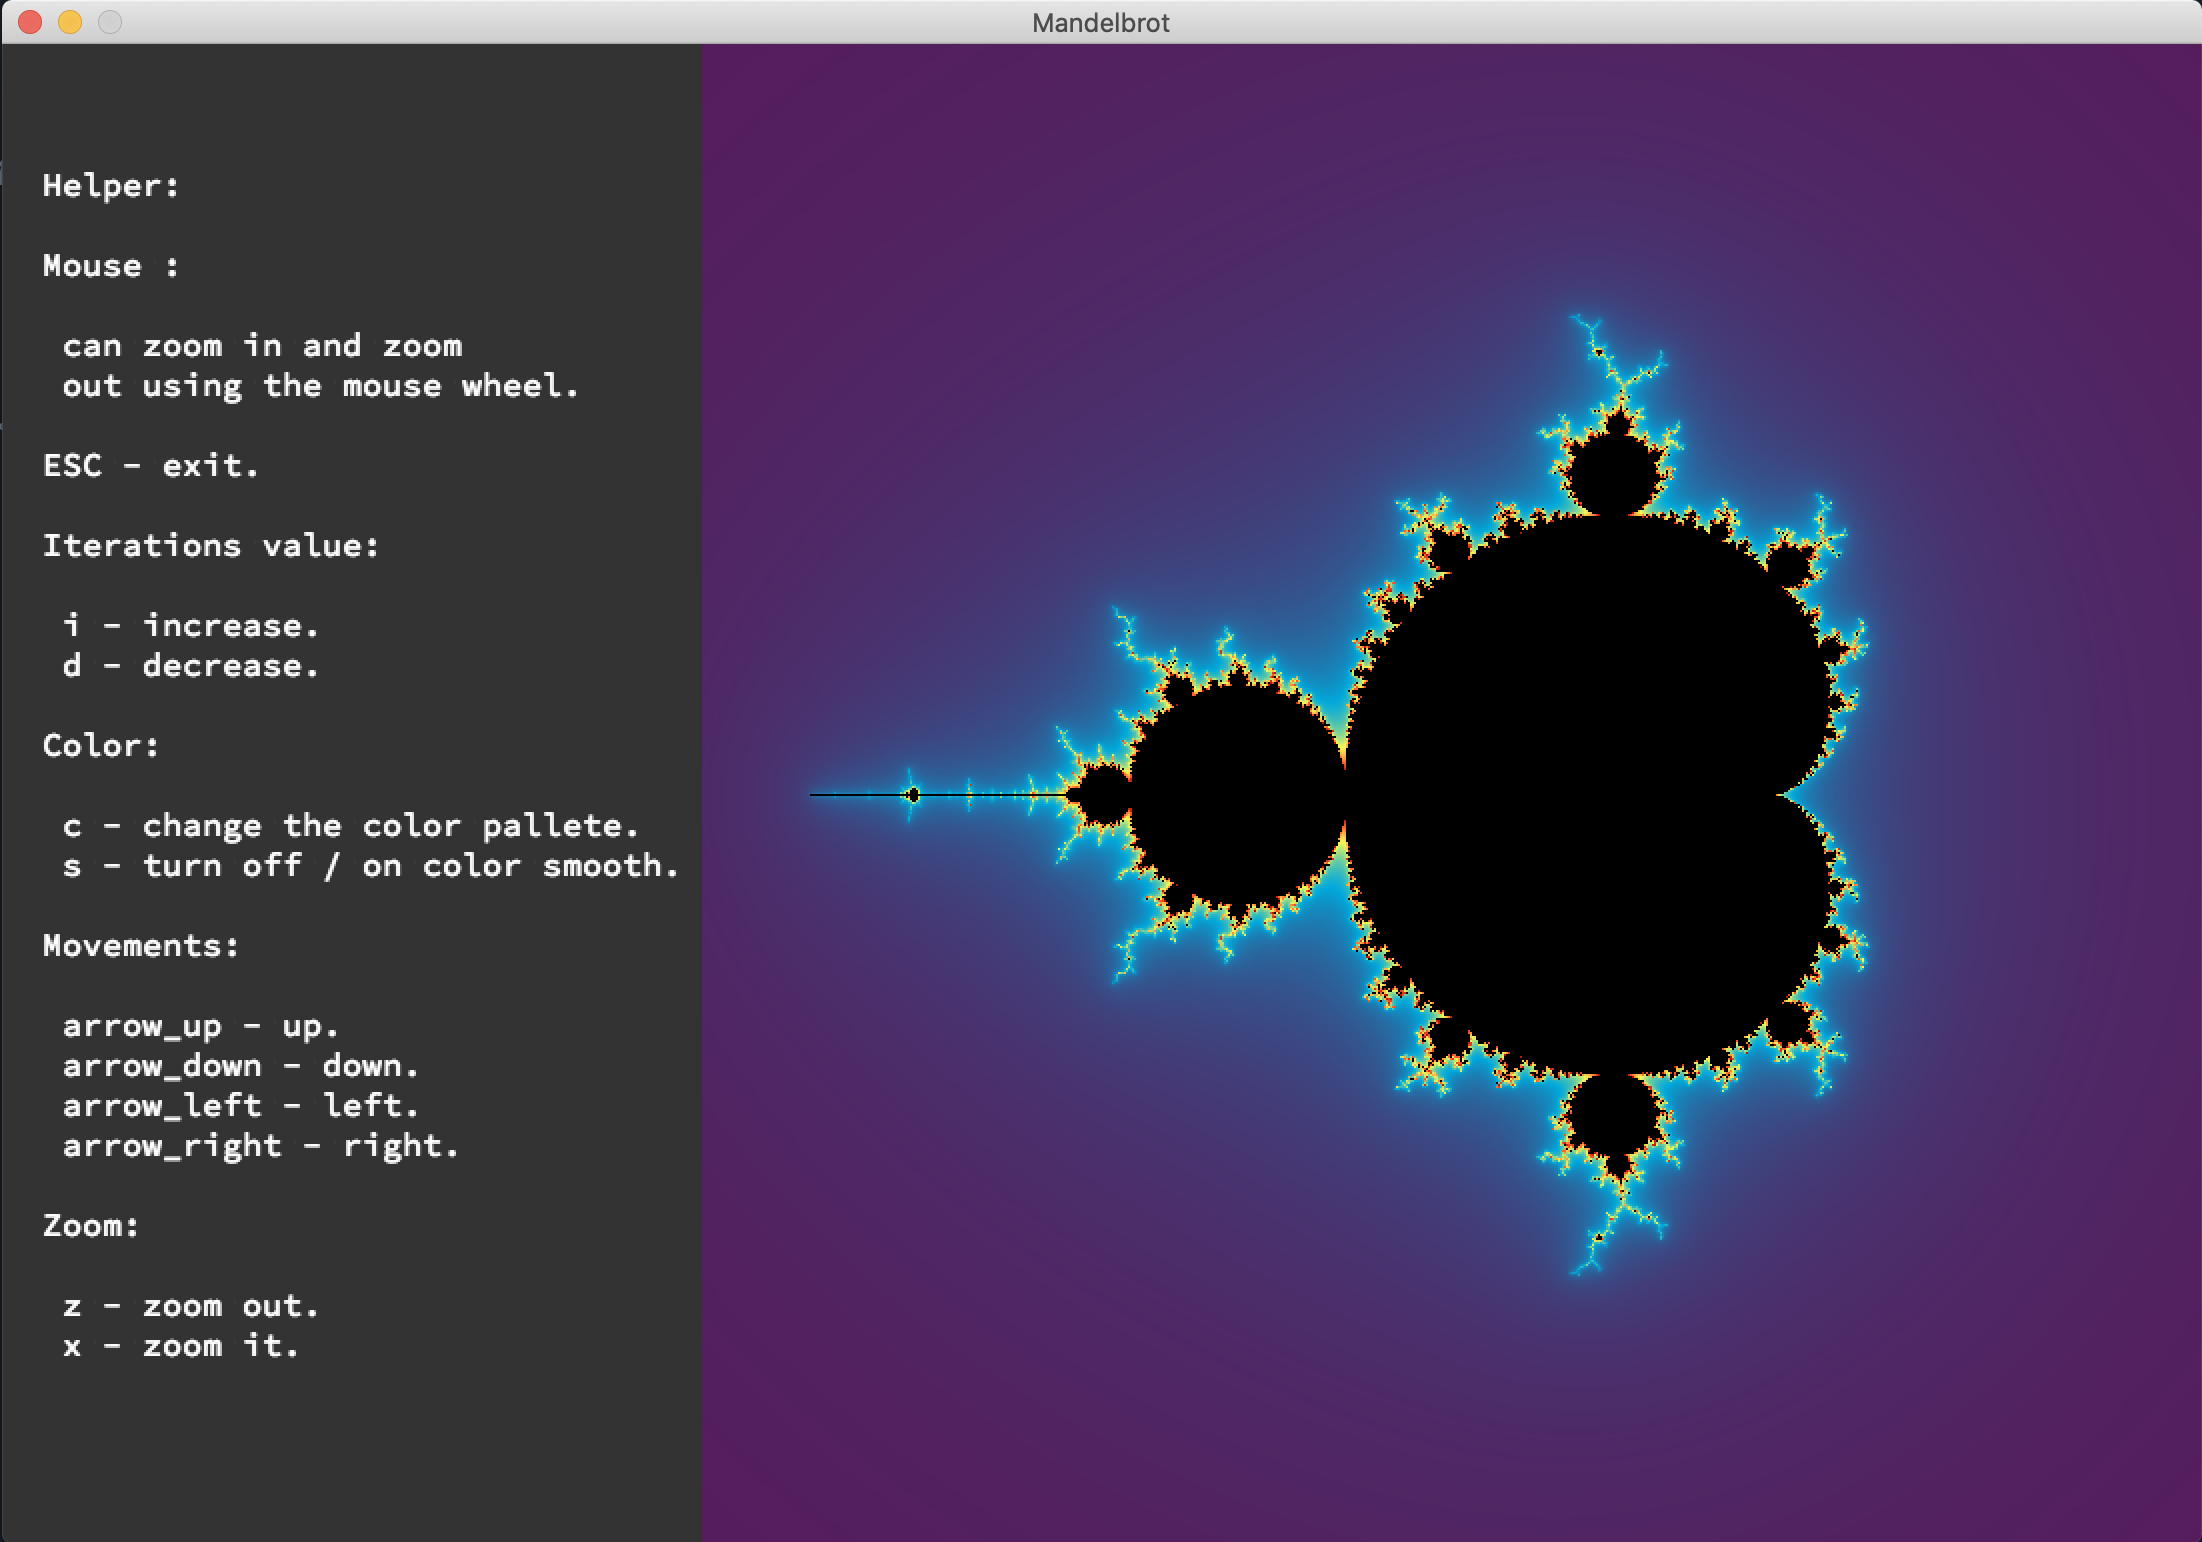 Mandelbrot
Helper:
Mouse :
can zoom in and zoom
out using the mouse wheel.
ESC - exit.
Iterations value:
i - increase.
d - decrease.
Color:
c - change the color pallete.
s - turn off / on color smooth.
Movements:
arrow_up - up.
arrow_down - down.
arrow_left - left.
arrow_right - right.
Zoom:
z - zoom out.
x - zoom it.